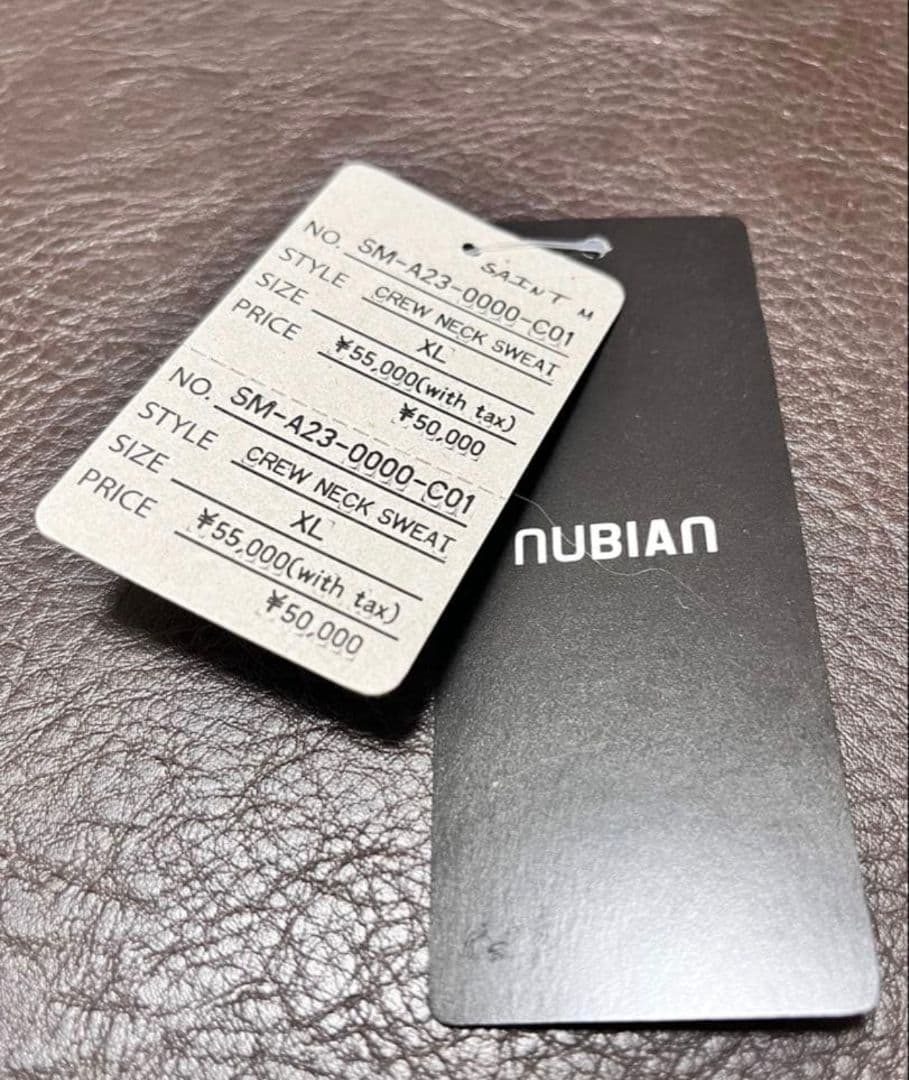 SAINT M
NO. SM-A23-0000-C01
STYLE CREW NECK SWEAT
SIZE XL
PRICE ¥55,000(with tax)
¥50,000
NO. SM-A23-0000-C01
STYLE CREW NECK SWEAT
SIZE XL
PRICE ¥55,000(with tax)
¥50,000
NUBIAN